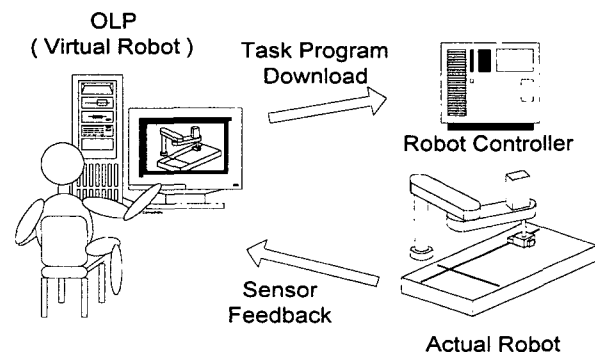 OLP
( Virtual Robot )
Task Program
Download
Robot Controller
Sensor
Feedback
Actual Robot